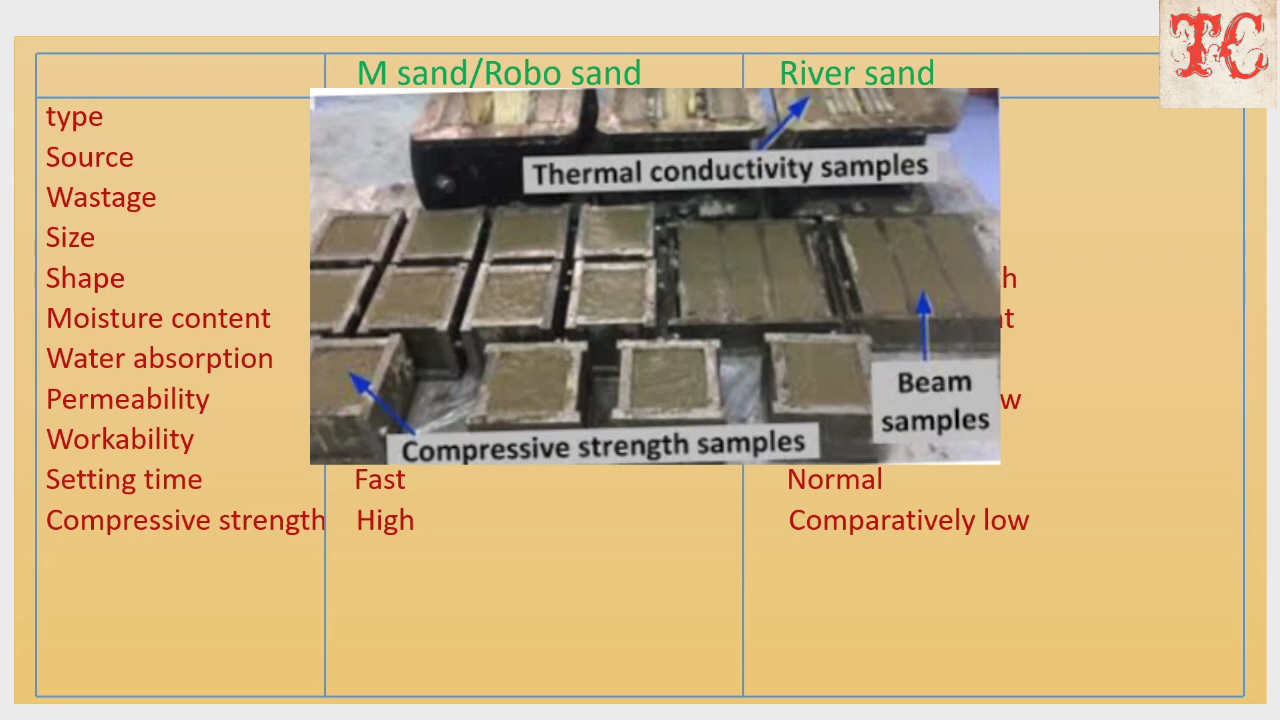 TC
M sand/Robo sand River sand
type
Source
Wastage
Size
Shape
Moisture content
Water absorption
Permeability
Workability
Setting time Fast Normal
Compressive strength High Comparatively low
Thermal conductivity samples
Beam
samples
Compressive strength samples